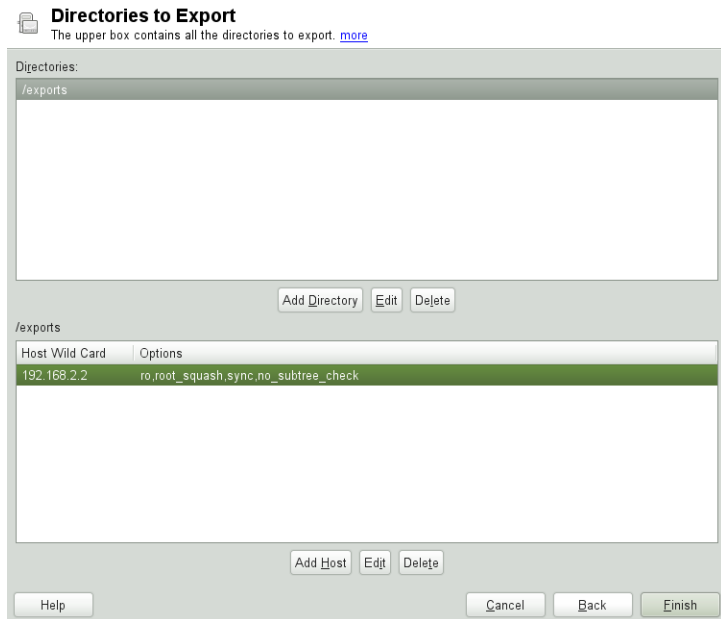 Directories to Export
The upper box contains all the directories to export. more
Directories:
/exports
Add Directory Edit Delete
/exports
Host Wild Card Options
192.168.2.2 ro,root_squash,sync,no_subtree_check
Add Host Edit Delete
Help Cancel Back Finish